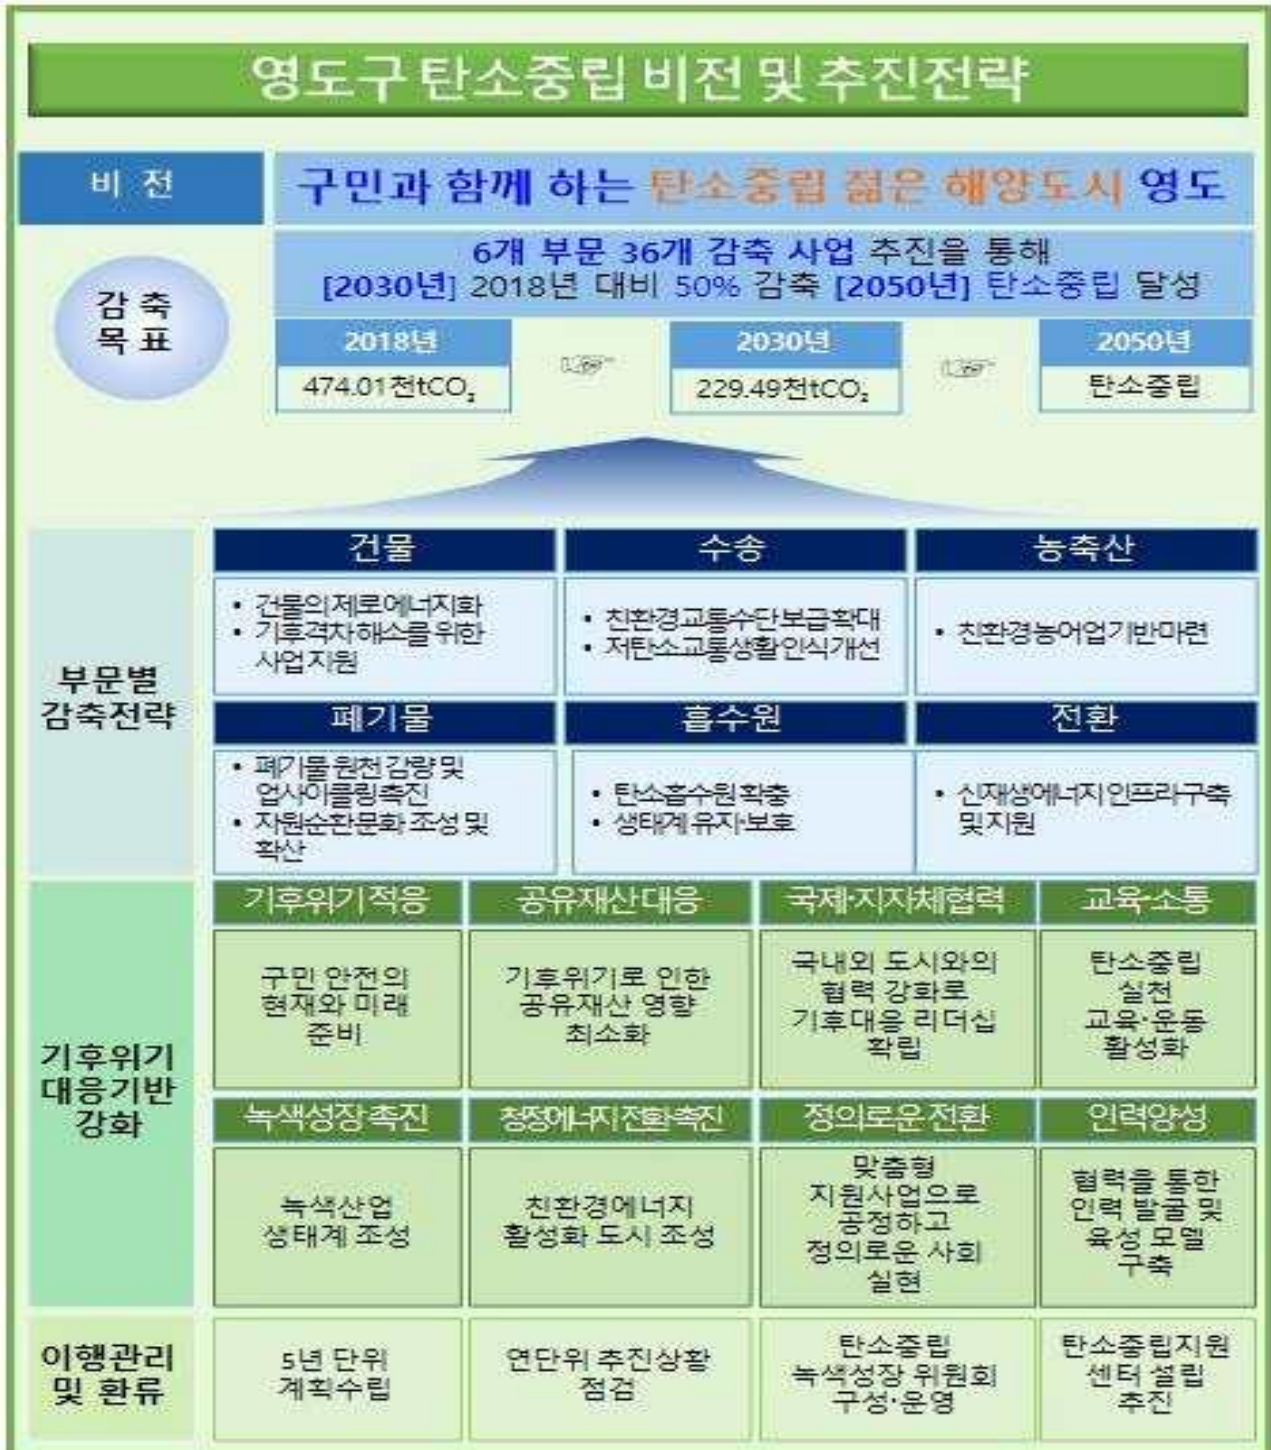 영도구 탄소중립 비전 및 추진전략
비 전
구민과 함께 하는 탄소중립 젊은 해양도시 영도
감 축
목 표
6개 부문 36개 감축 사업 추진을 통해
[2030년] 2018년 대비 50% 감축 [2050년] 탄소중립 달성
2018년
474.01천tCO₂
2030년
229.49천tCO₂
2050년
탄소중립
부문별
감축전략
건물
• 건물의 제로에너지화
• 기후격차 해소를 위한
사업 지원
수송
• 친환경교통수단 보급 확대
• 저탄소교통생활 인식 개선
농축산
• 친환경농어업 기반 마련
폐기물
• 폐기물 원천 감량 및
업사이클링 촉진
• 자원순환문화 조성 및
확산
흡수원
• 탄소흡수원 확충
• 생태계 유지·보호
전환
• 신재생에너지 인프라 구축
및 지원
기후위기
대응기반
강화
기후위기 적응
구민 안전의
현재와 미래
준비
공유재산 대응
기후위기로 인한
공유재산 영향
최소화
국제·지자체 협력
국내외 도시와의
협력 강화로
기후대응 리더십
확립
교육·소통
탄소중립
실천
교육·운동
활성화
녹색성장 촉진
녹색산업
생태계 조성
청정에너지 전환 촉진
친환경에너지
활성화 도시 조성
정의로운 전환
맞춤형
지원사업으로
공정하고
정의로운 사회
실현
인력양성
협력을 통한
인력 발굴 및
육성 모델
구축
이행관리
및 환류
5년 단위
계획수립
연단위 추진상황
점검
탄소중립
녹색성장 위원회
구성·운영
탄소중립지원
센터 설립
추진